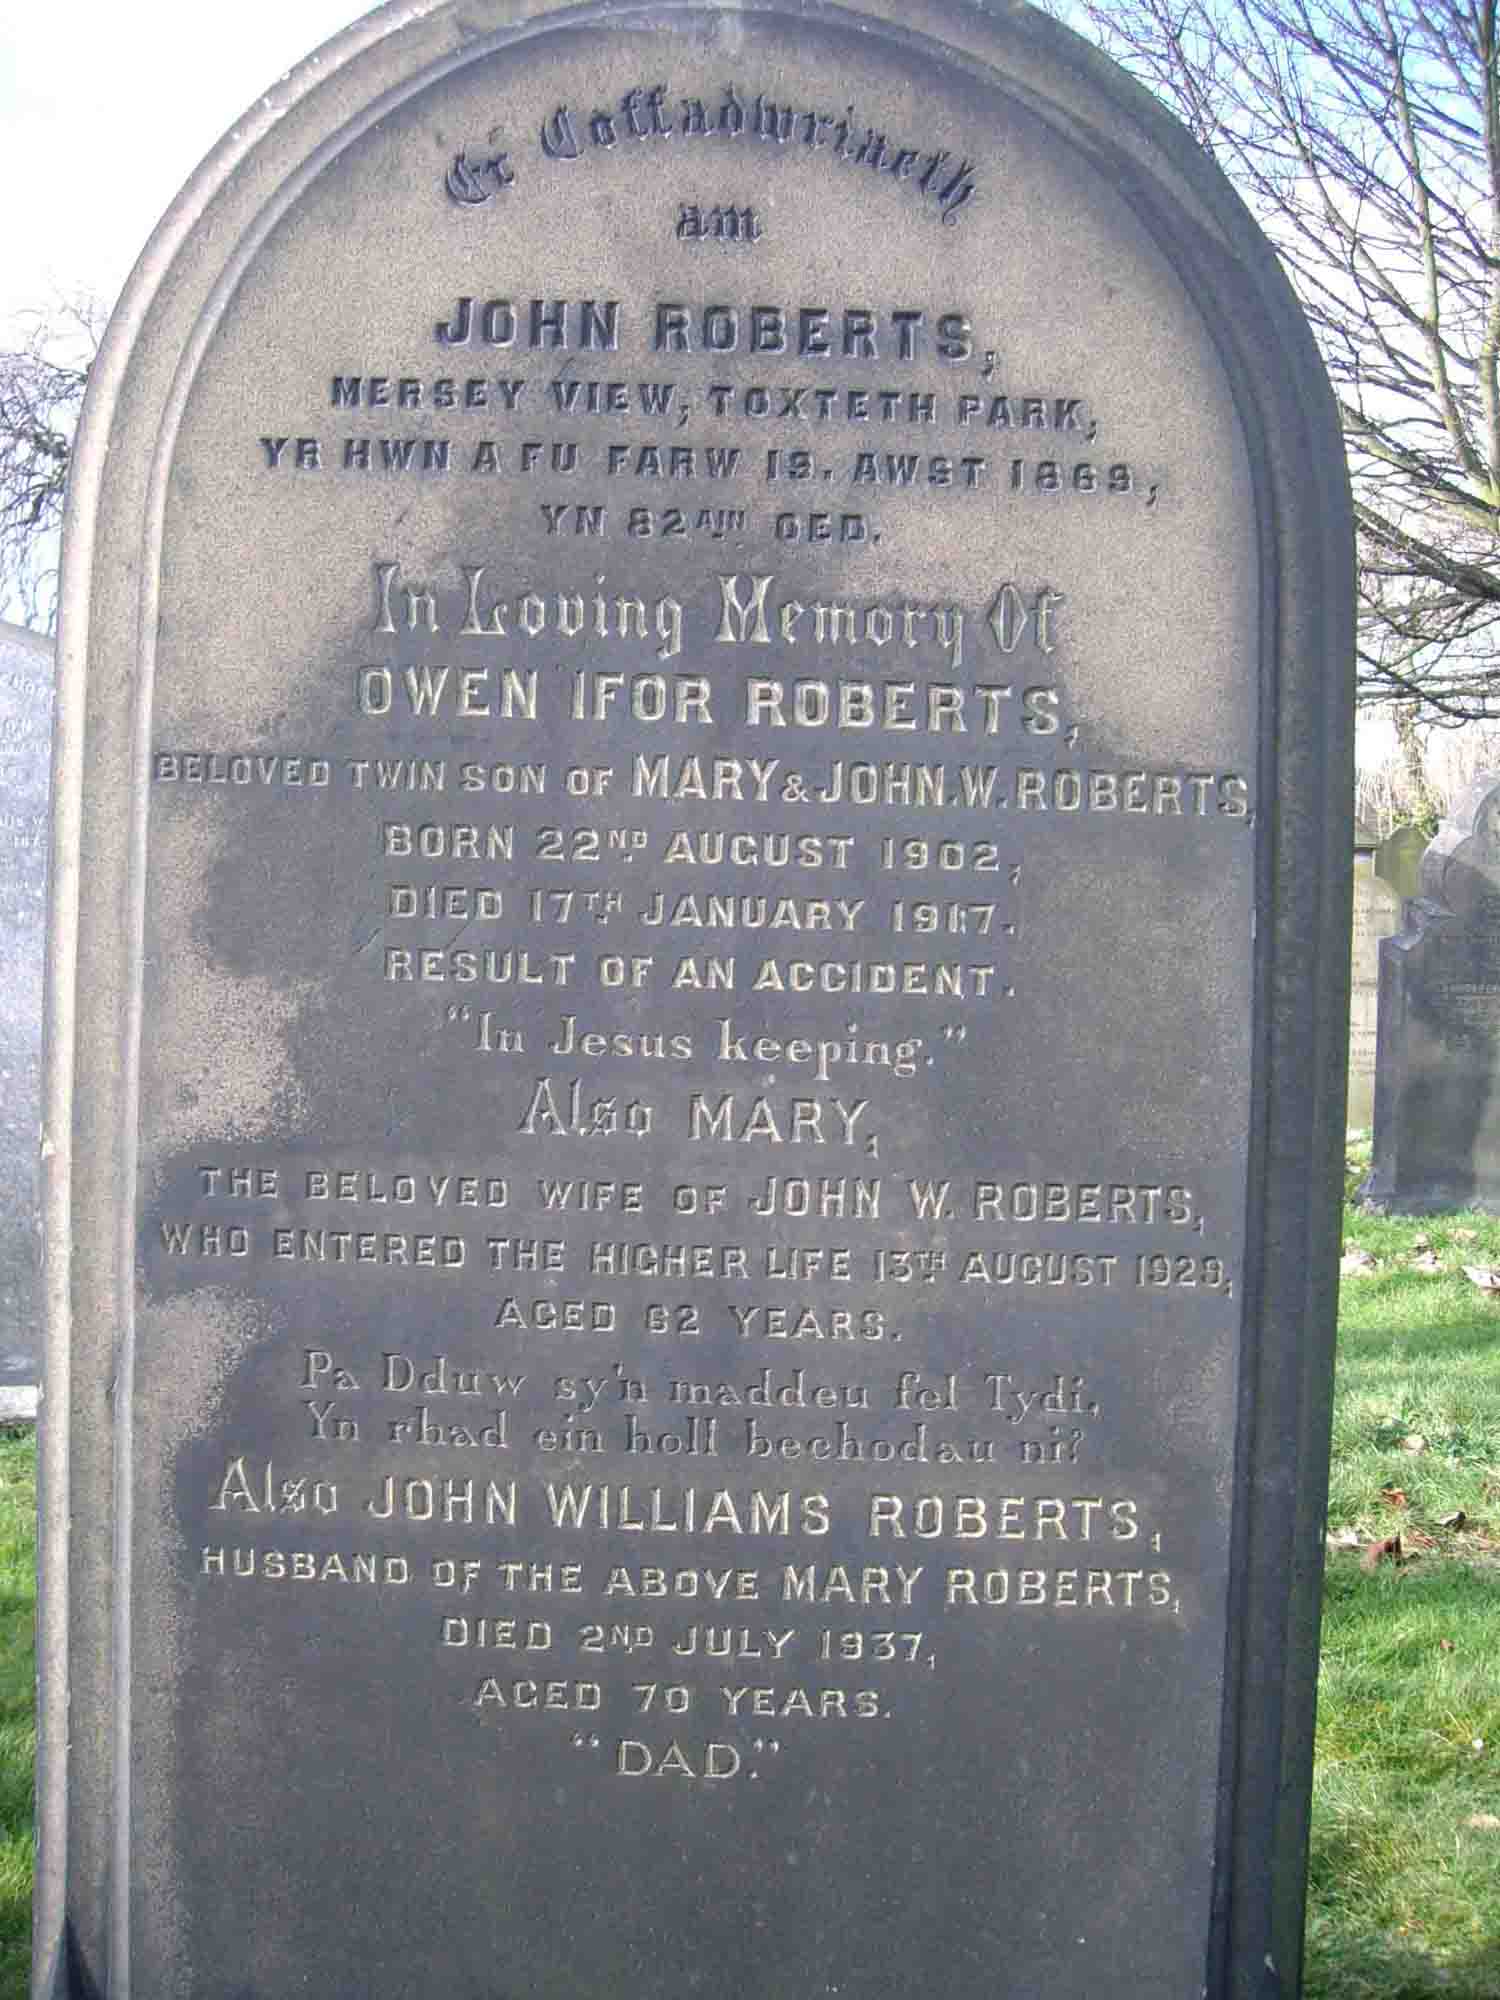 Er Coffadwriaeth
am
JOHN ROBERTS,
MERSEY VIEW, TOXTETH PARK,
YR HWN A FU FARW 19. AWST 1869,
YN 82AIN OED.
In Loving Memory Of
OWEN IFOR ROBERTS,
BELOVED TWIN SON OF MARY & JOHN. W. ROBERTS,
BORN 22ND AUGUST 1902,
DIED 17TH JANUARY 1917.
RESULT OF AN ACCIDENT.
"In Jesus keeping."
Also MARY,
THE BELOVED WIFE OF JOHN W. ROBERTS,
WHO ENTERED THE HIGHER LIFE 13TH AUGUST 1929,
AGED 62 YEARS.
Pa Dduw sy'n maddeu fel Tydi,
Yn rhad ein holl bechodau ni?
Also JOHN WILLIAMS ROBERTS,
HUSBAND OF THE ABOVE MARY ROBERTS,
DIED 2ND JULY 1937,
AGED 70 YEARS.
"DAD."